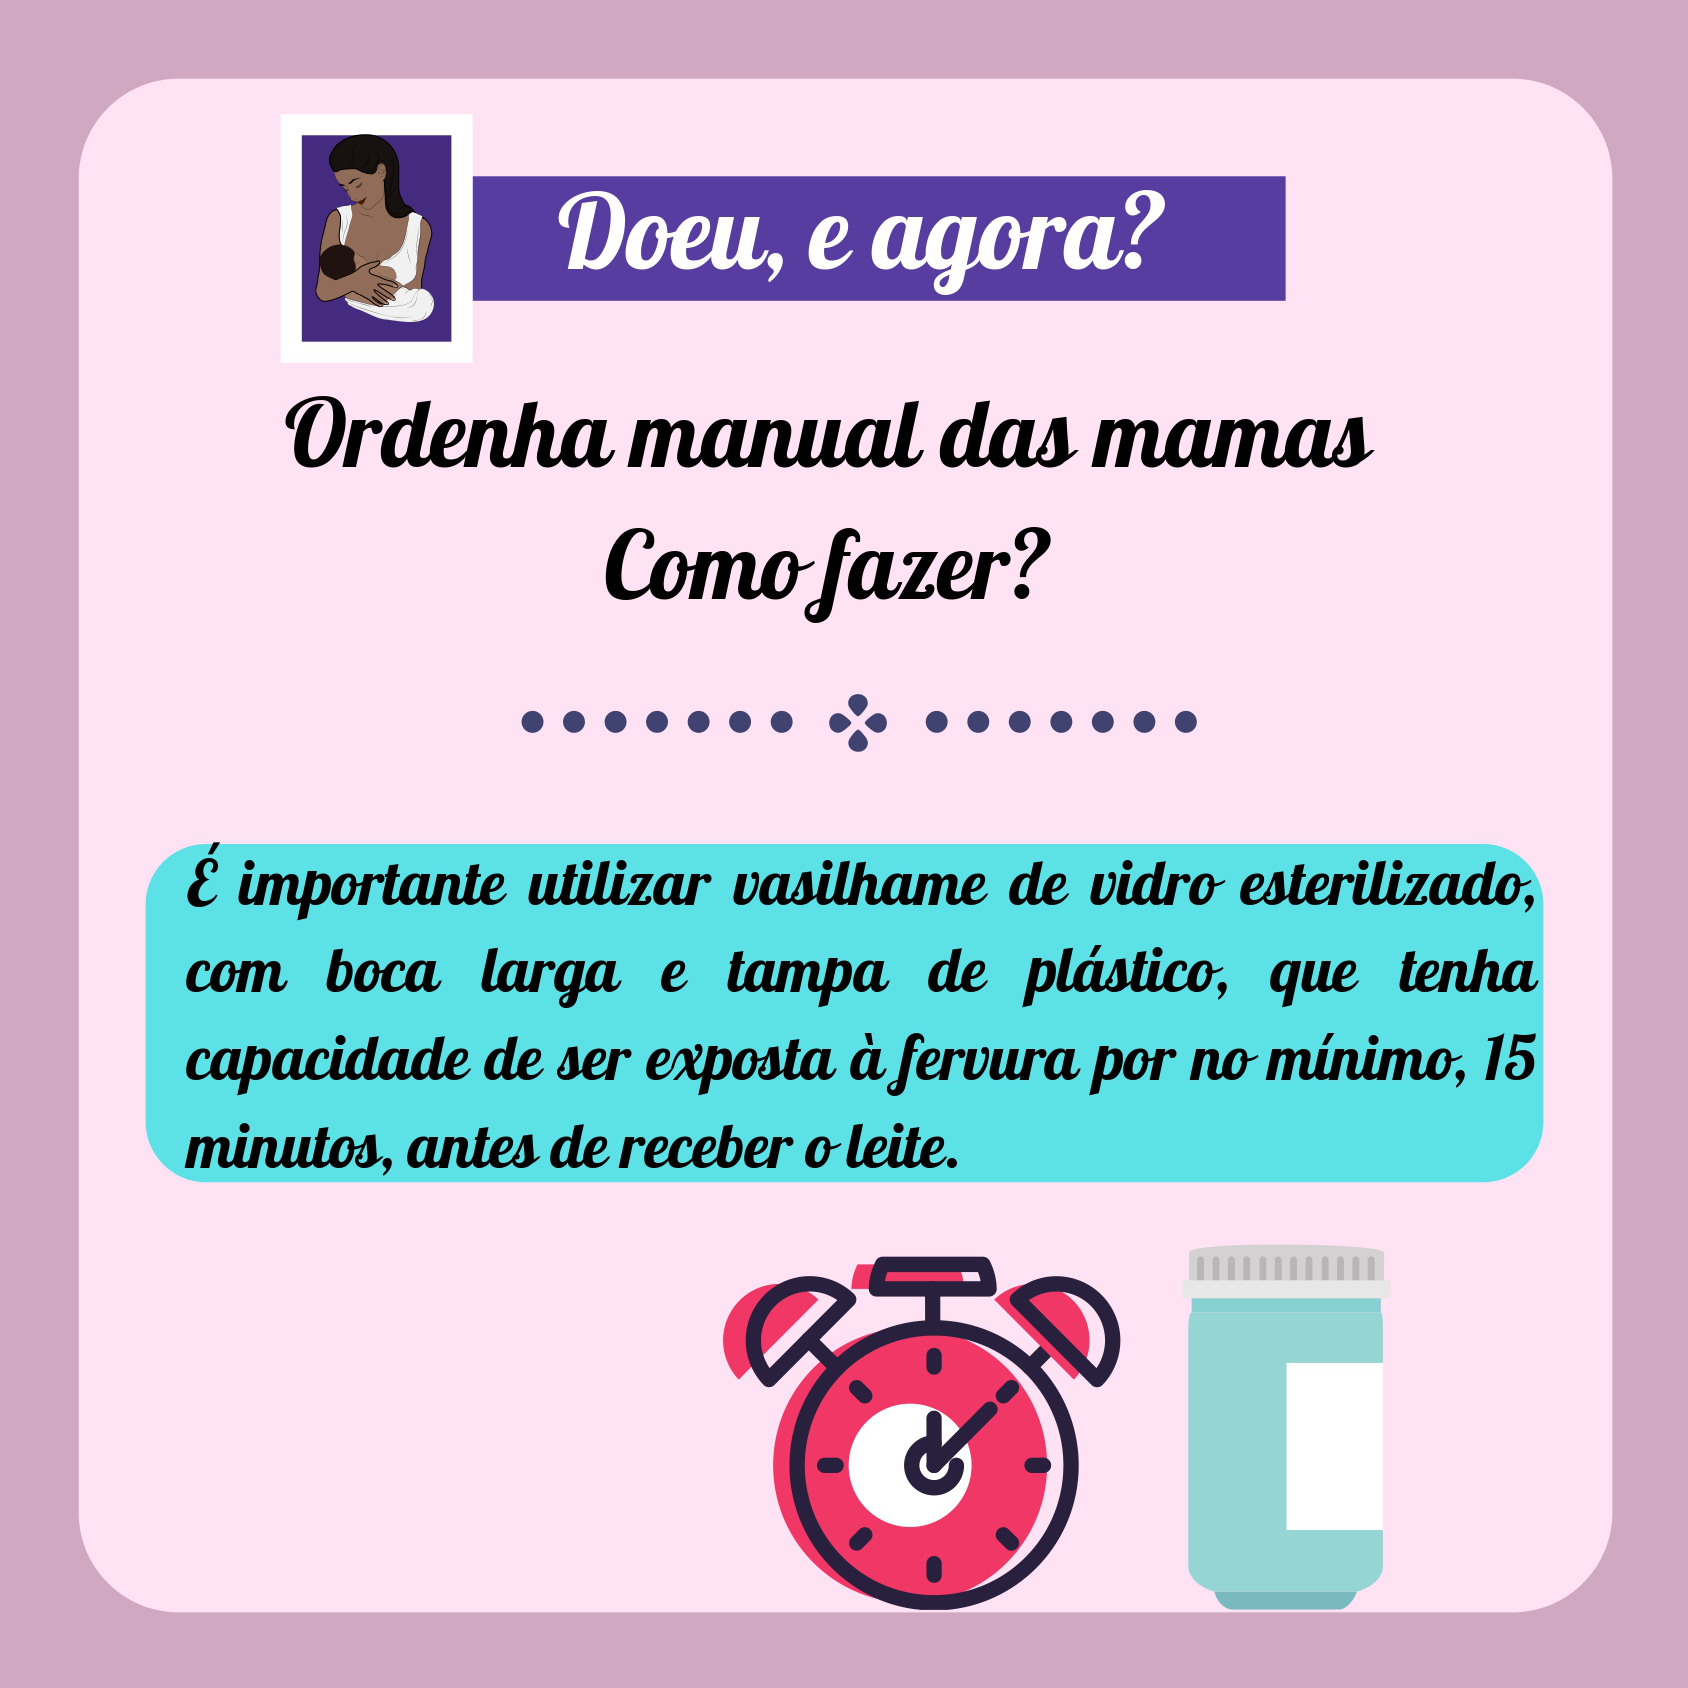 Doeu, e agora?
Ordenha manual das mamas
Como fazer?
É importante utilizar vasilhame de vidro esterilizado,
com boca larga e tampa de plástico, que tenha
capacidade de ser exposta à fervura por no mínimo, 15
minutos, antes de receber o leite.